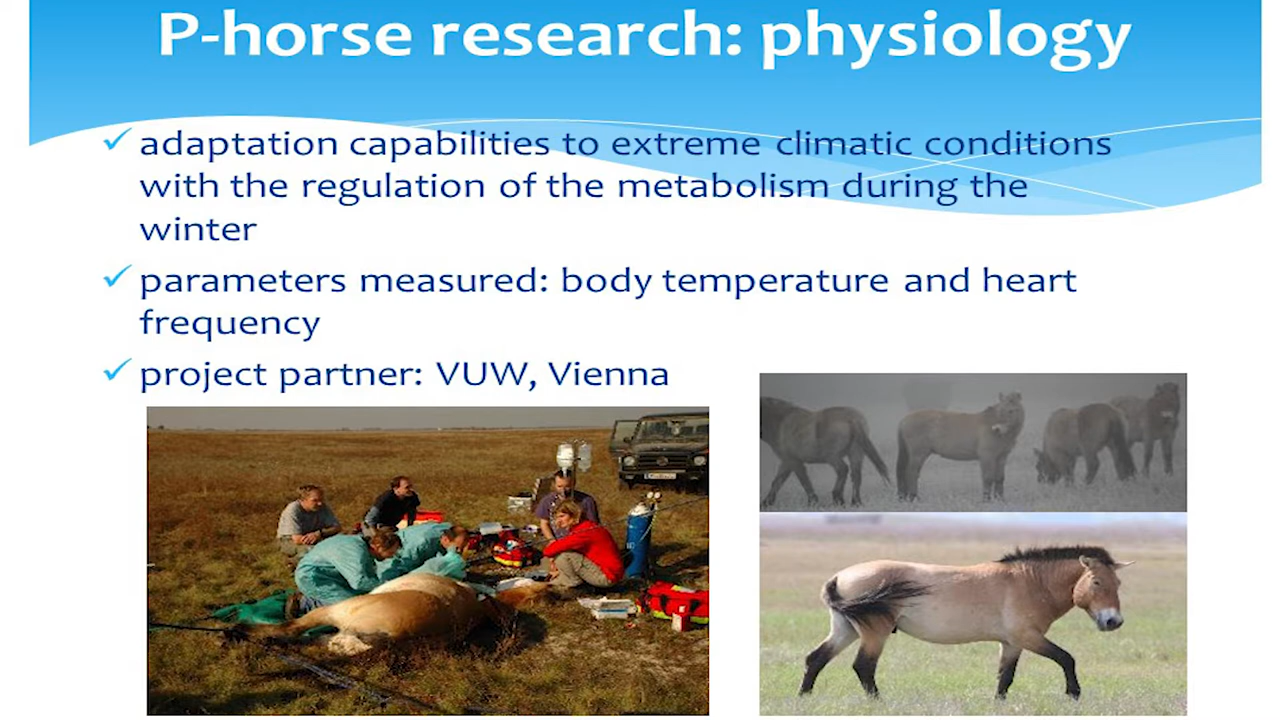 P-horse research: physiology
adaptation capabilities to extreme climatic conditions
with the regulation of the metabolism during the
winter
parameters measured: body temperature and heart
frequency
project partner: VUW, Vienna